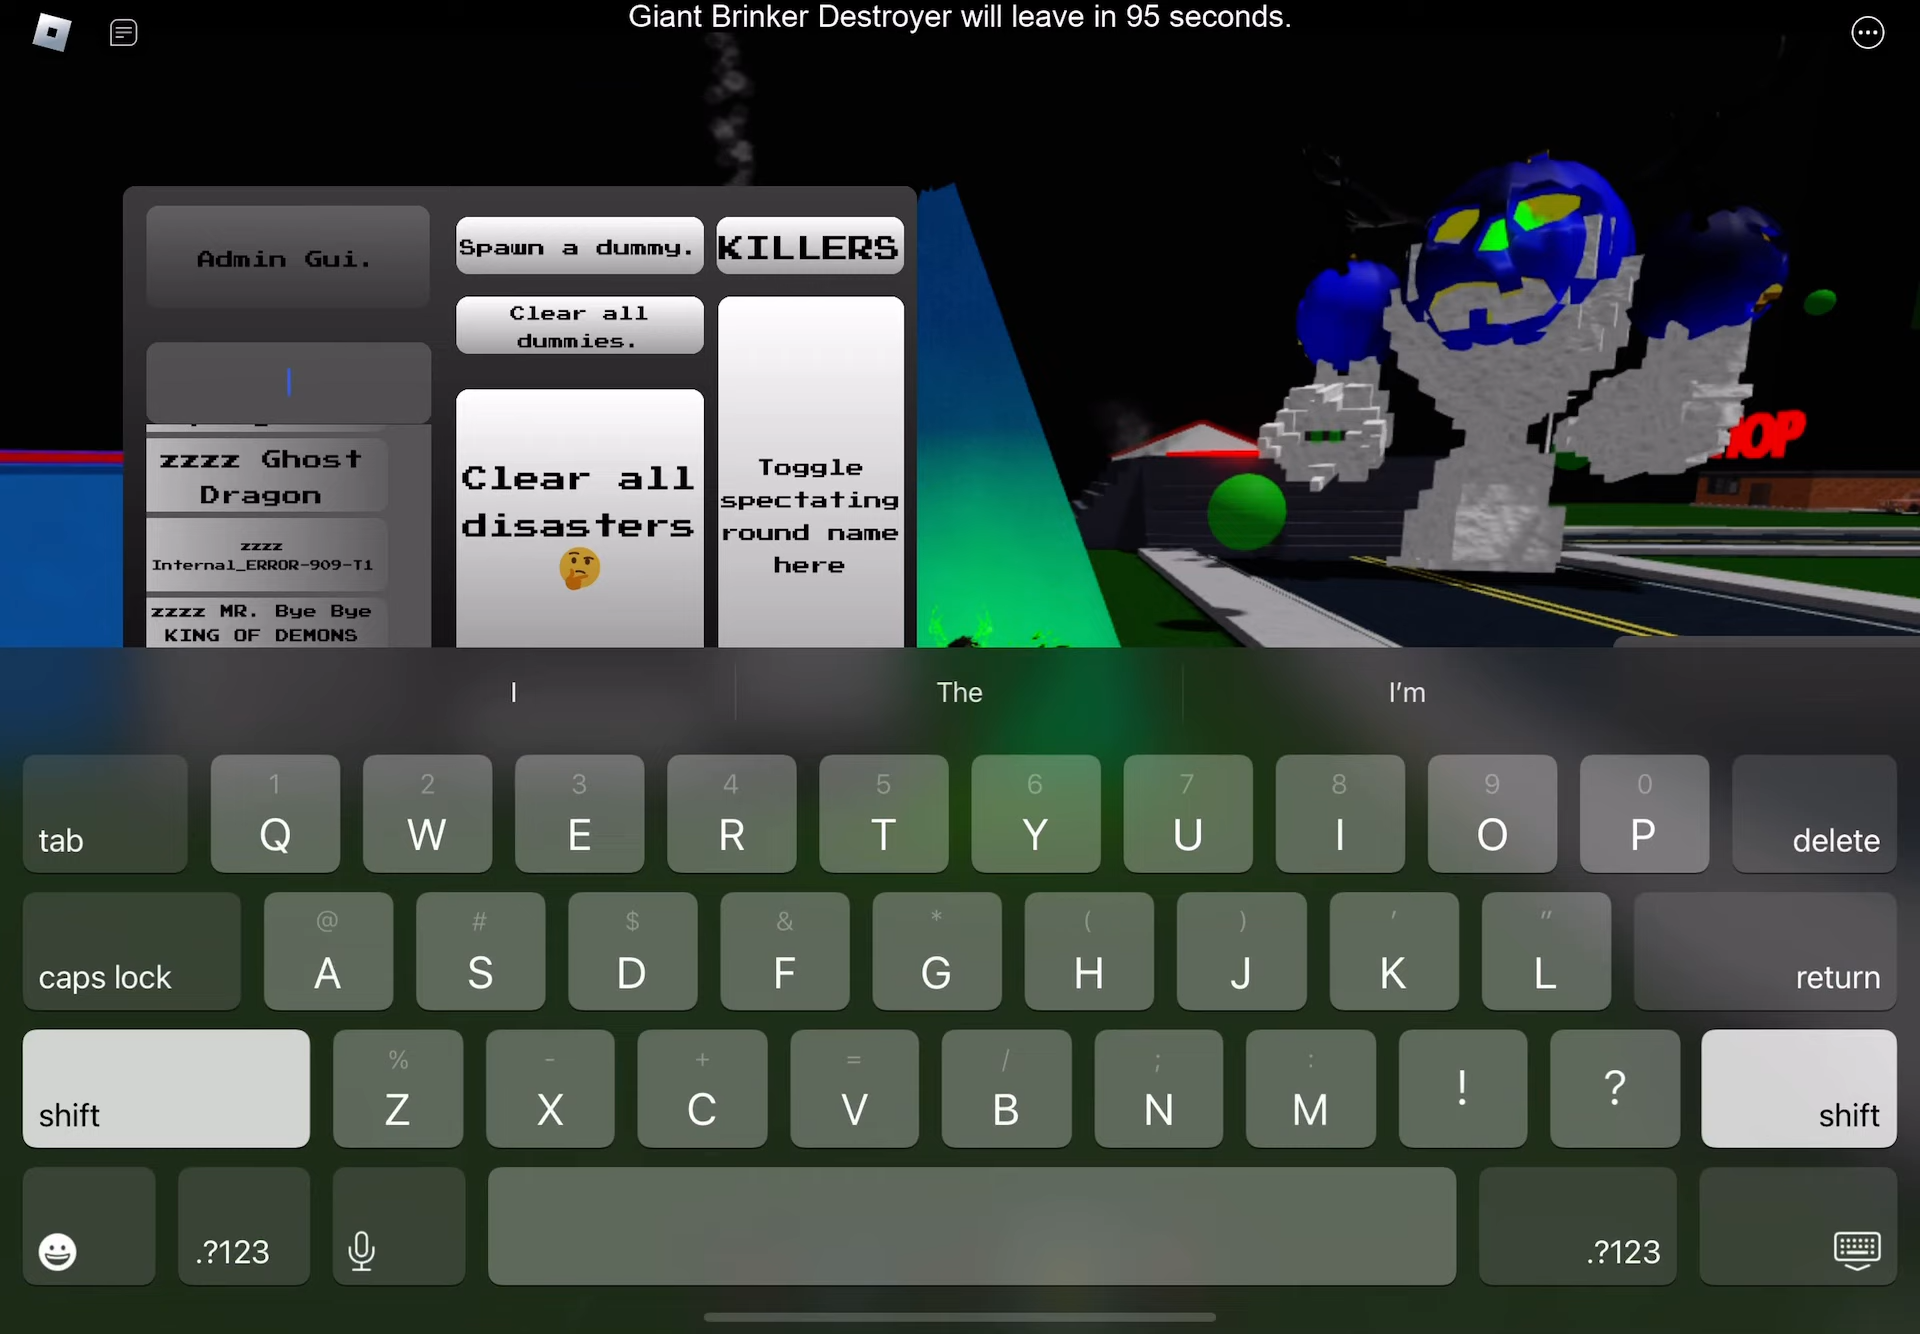 Giant Brinker Destroyer will leave in 95 seconds.
Admin Gui.
Spawn a dummy.
KILLERS
Clear all
dummies.
zzzz Ghost
Dragon
zzzz
Internal_ERROR-909-T1
zzzz MR. Bye Bye
KING OF DEMONS
Clear all
disasters
🤔
Toggle
spectating
round name
here
HOP
I The I'm
1 2 3 4 5 6 7 8 9 0
tab Q W E R T Y U I O P delete
@ # $ & * ( ) ' "
caps lock A S D F G H J K L return
% - + = / ; :
shift Z X C V B N M ! ? shift
.?123 .?123